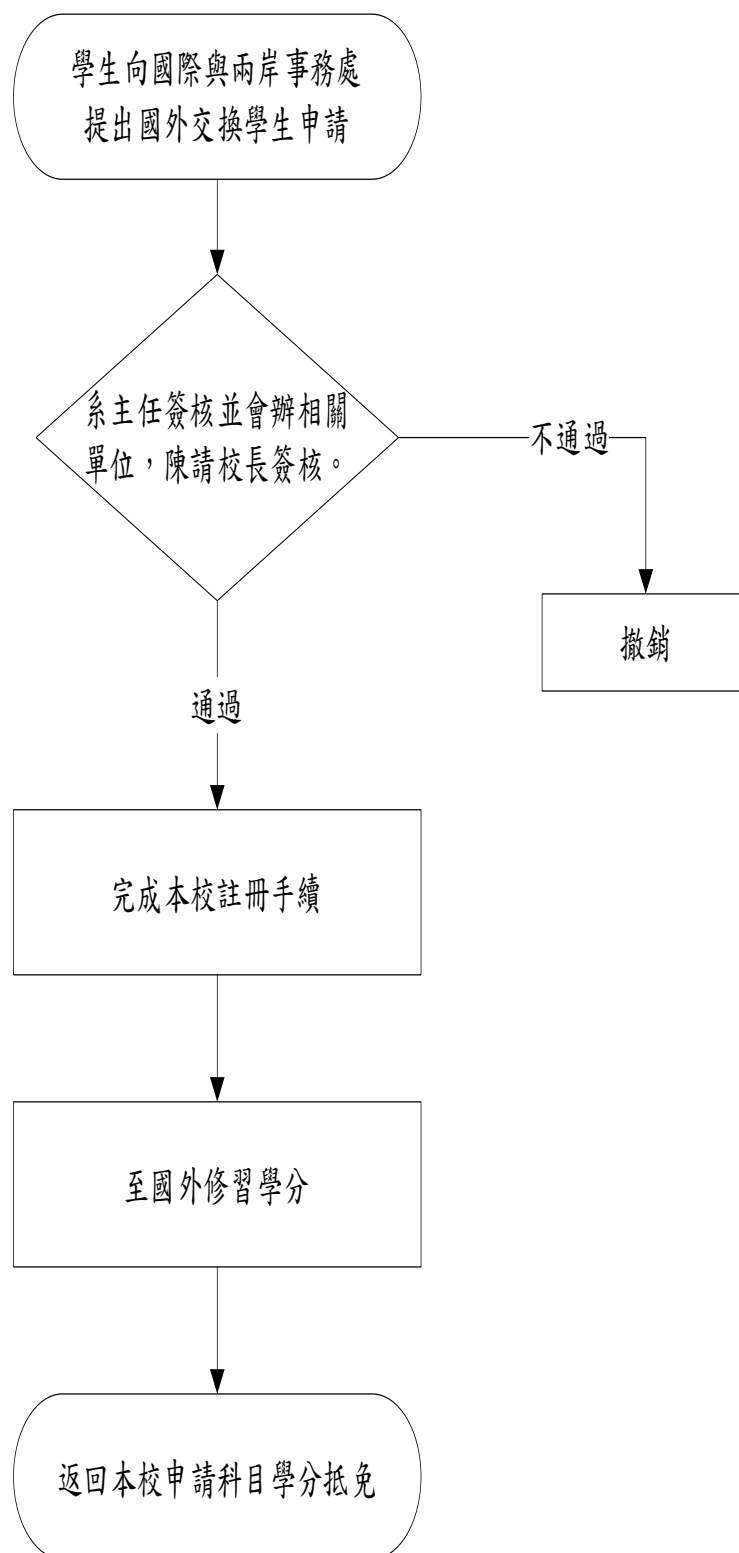 學生向國際與兩岸事務處
提出國外交換學生申請
系主任簽核並會辦相關
單位，陳請校長簽核。
不通過
撤銷
通過
完成本校註冊手續
至國外修習學分
返回本校申請科目學分抵免